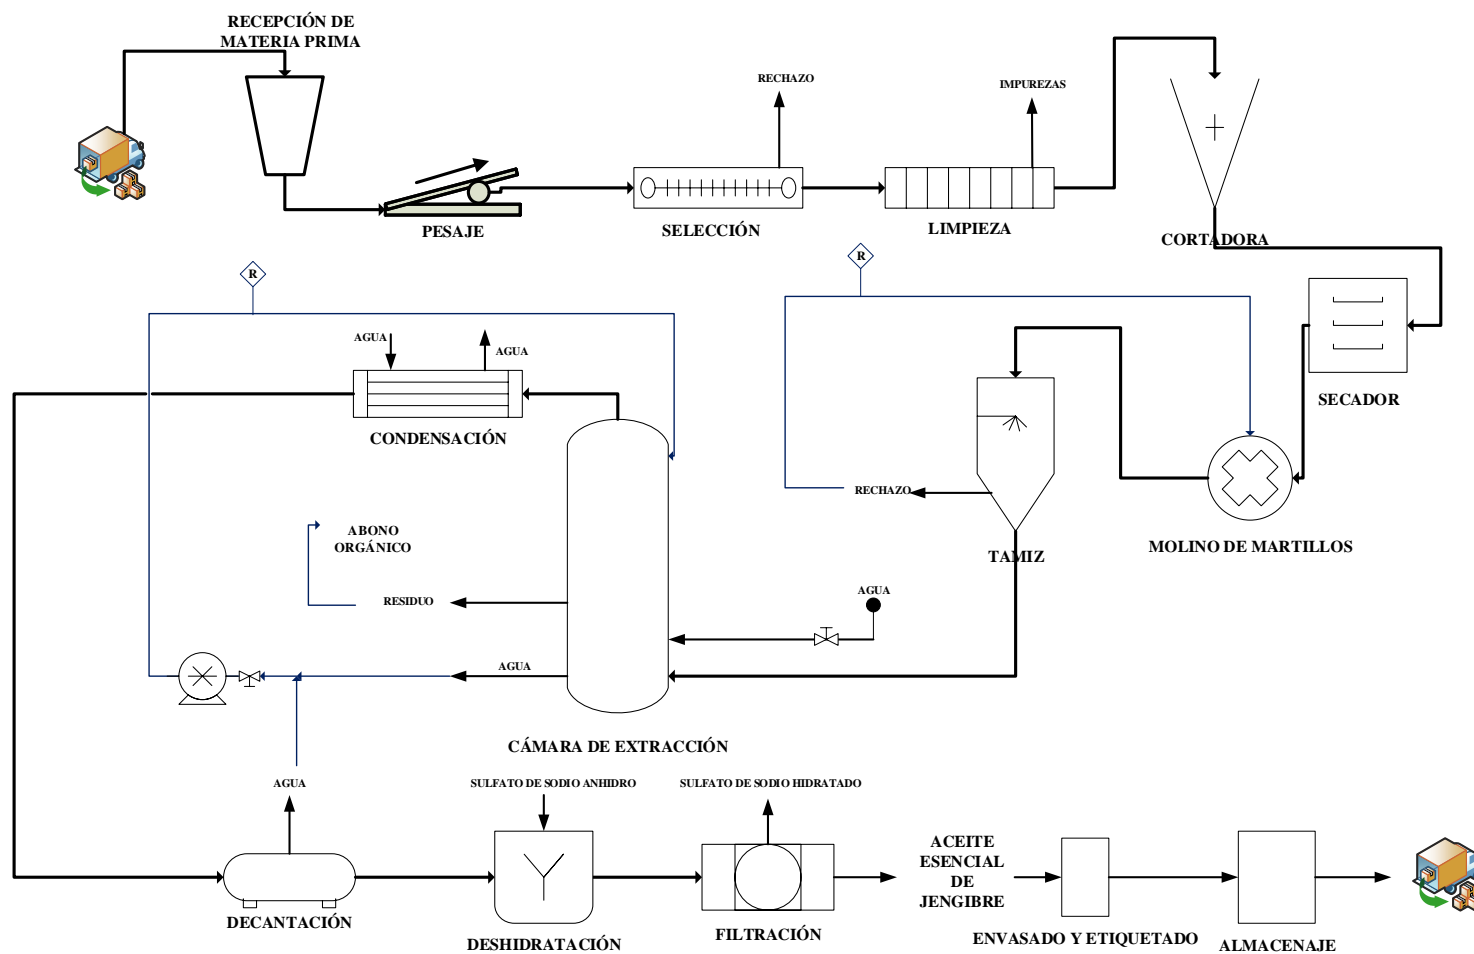 RECEPCIÓN DE
MATERIA PRIMA
RECHAZO
IMPUREZAS
PESAJE
SELECCIÓN
LIMPIEZA
CORTADORA
R
R
AGUA
AGUA
CONDENSACIÓN
SECADOR
RECHAZO
TAMIZ
MOLINO DE MARTILLOS
ABONO
ORGÁNICO
RESIDUO
AGUA
AGUA
CÁMARA DE EXTRACCIÓN
AGUA
SULFATO DE SODIO ANHIDRO
SULFATO DE SODIO HIDRATADO
DECANTACIÓN
DESHIDRATACIÓN
FILTRACIÓN
ACEITE
ESENCIAL
DE
JENGIBRE
ENVASADO Y ETIQUETADO
ALMACENAJE